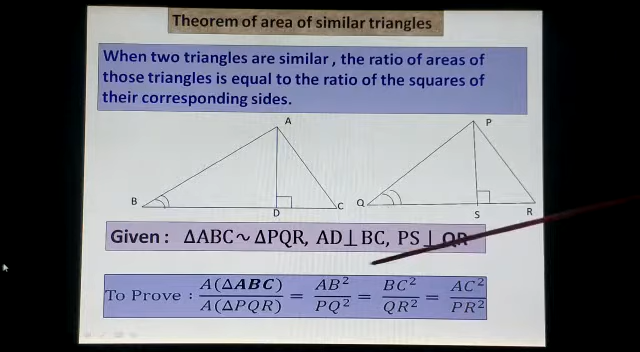 Theorem of area of similar triangles
When two triangles are similar , the ratio of areas of
those triangles is equal to the ratio of the squares of
their corresponding sides.
A
P
B
D
C
Q
S
R
Given : ΔABC~ΔPQR, AD⊥BC, PS⊥QR
To Prove : A(ΔABC)/A(ΔPQR) = AB²/PQ² = BC²/QR² = AC²/PR²